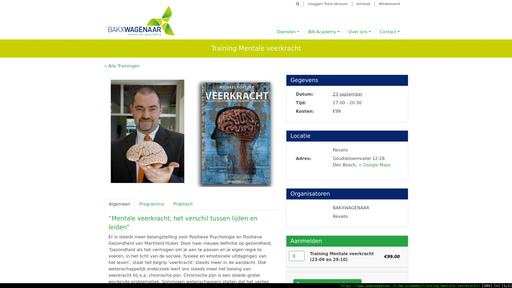 Inloggen Track Verzuim
Intranet
Winkelmand
BAKXWAGENAAR
Diensten
BW Academy
Over ons
Contact
Training Mentale veerkracht
« Alle Trainingen
VEERKRACHT
Gegevens
Datum: 23 september
Tijd: 17:00 - 20:30
Kosten: €99
Locatie
Revalis
Adres: Goudsbloemvallei 12-28
Den Bosch, + Google Maps
Organisatoren
BAKXWAGENAAR
Revalis
Algemeen
Programma
Praktisch
"Mentale veerkracht, het verschil tussen lijden en
leiden"
Er is steeds meer belangstelling voor Positieve Psychologie en Positieve
Gezondheid van Machteld Huber. Door haar nieuwe definitie op gezondheid;
'Gezondheid als het vermogen om je aan te passen en je eigen regie te
voeren, in het licht van de sociale, fysieke en emotionele uitdagingen van
het leven', staat het begrip 'veerkracht' steeds meer in de aandacht. Ook
wetenschappelijk onderzoek leert ons steeds meer het belang van
veerkracht bij o.a. chronische pijn. Chronische pijn is een steeds groter
wordende problematiek. Sommigen wetenschappers stellen dat het verlies
Aanmelden
0
Training Mentale veerkracht
(23-09 en 29-10)
€99.00